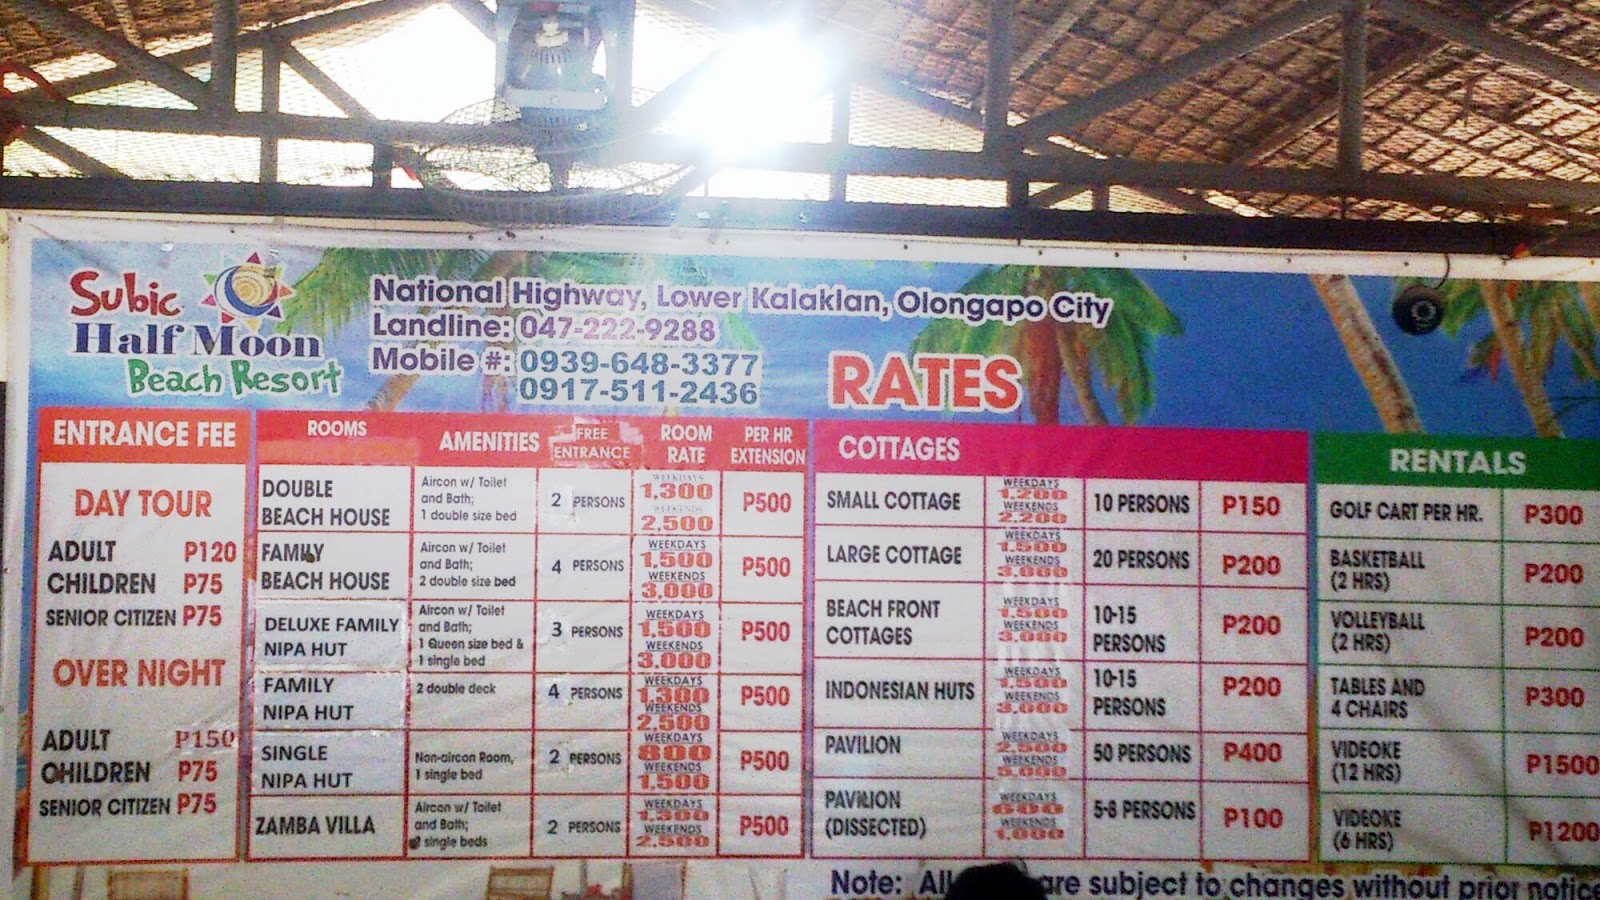 Subic
Half Moon
Beach Resort
National Highway, Lower Kalaklan, Olongapo City
Landline: 047-222-9288
Mobile #: 0939-648-3377
0917-511-2436
RATES
ENTRANCE FEE
DAY TOUR
ADULT P120
CHILDREN P75
SENIOR CITIZEN P75
OVER NIGHT
ADULT P150
CHILDREN P75
SENIOR CITIZEN P75
ROOMS AMENITIES FREE ENTRANCE ROOM RATE PER HR EXTENSION
DOUBLE BEACH HOUSE Aircon w/ Toilet and Bath; 1 double size bed 2 PERSONS WEEKDAYS 1,300 WEEKENDS 2,500 P500
FAMILY BEACH HOUSE Aircon w/ Toilet and Bath; 2 double size bed 4 PERSONS WEEKDAYS 1,500 WEEKENDS 3,000 P500
DELUXE FAMILY NIPA HUT Aircon w/ Toilet and Bath; 1 Queen size bed & 1 single bed 3 PERSONS WEEKDAYS 1,500 WEEKENDS 3,000 P500
FAMILY NIPA HUT 2 double deck 4 PERSONS WEEKDAYS 1,300 WEEKENDS 2,500 P500
SINGLE NIPA HUT Non-aircon Room, 1 single bed 2 PERSONS WEEKDAYS 800 WEEKENDS 1,500 P500
ZAMBA VILLA Aircon w/ Toilet and Bath; 2 single beds 2 PERSONS WEEKDAYS 1,300 WEEKENDS 2,500 P500
COTTAGES
SMALL COTTAGE WEEKDAYS 1,200 WEEKENDS 2,200 10 PERSONS P150
LARGE COTTAGE WEEKDAYS 1,500 WEEKENDS 3,000 20 PERSONS P200
BEACH FRONT COTTAGES WEEKDAYS 1,500 WEEKENDS 3,000 10-15 PERSONS P200
INDONESIAN HUTS WEEKDAYS 1,500 WEEKENDS 3,000 10-15 PERSONS P200
PAVILION WEEKDAYS 2,500 WEEKENDS 5,000 50 PERSONS P400
PAVILION (DISSECTED) WEEKDAYS 600 WEEKENDS 1,000 5-8 PERSONS P100
RENTALS
GOLF CART PER HR. P300
BASKETBALL (2 HRS) P200
VOLLEYBALL (2 HRS) P200
TABLES AND 4 CHAIRS P300
VIDEOKE (12 HRS) P1500
VIDEOKE (6 HRS) P1200
Note: All are subject to changes without prior notice